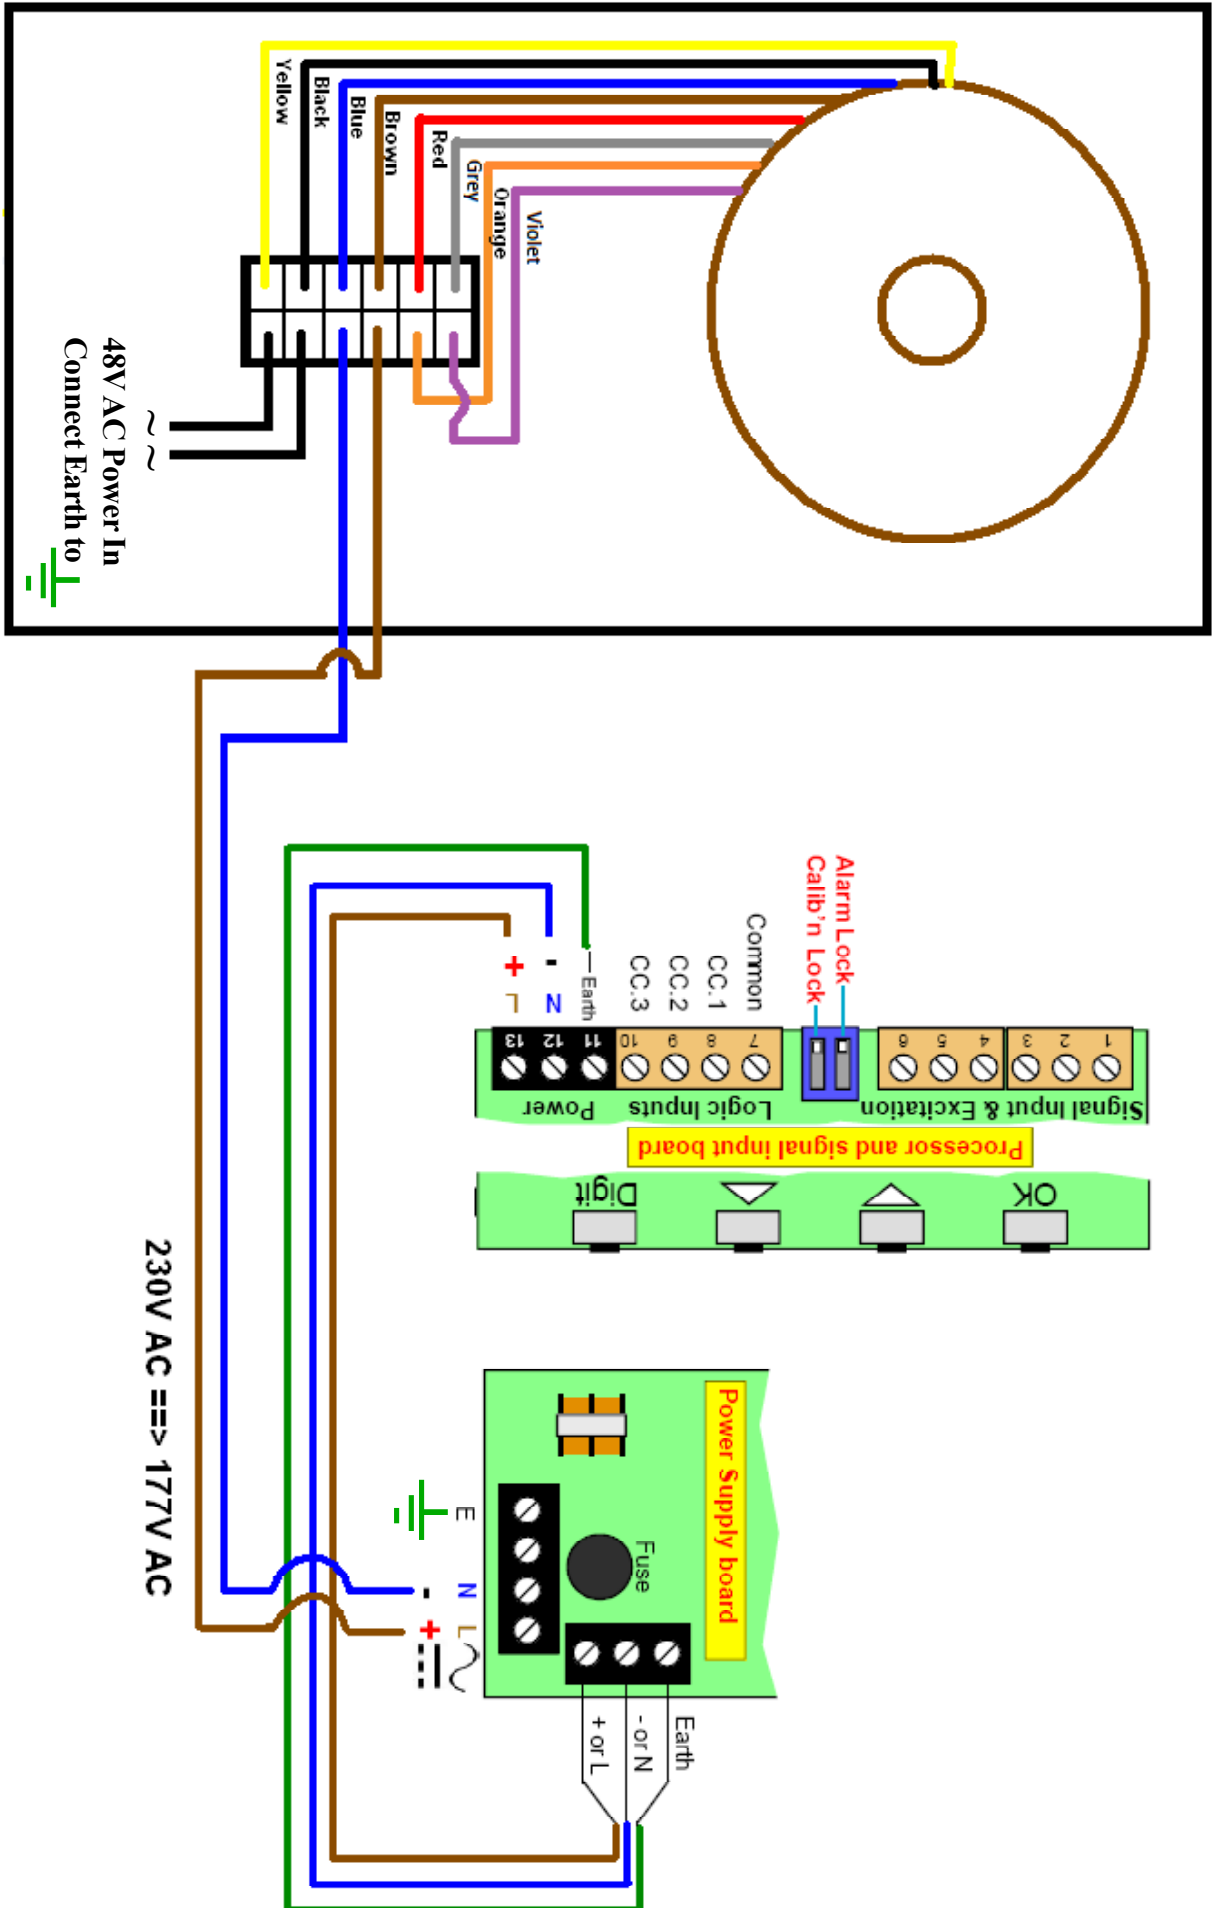 Yellow
Black
Blue
Brown
Red
Grey
Orange
Violet
48V AC Power In
Connect Earth to
~
~
Alarm Lock
Calib'n Lock
Common
CC.1
CC.2
CC.3
Earth
- N
+ L
13 12 11 10 9 8 7 6 5 4 3 2 1
Power Logic Inputs Signal Input & Excitation
Processor and signal input board
Digit OK
230V AC ==> 177V AC
Power Supply board
Fuse
E
N -
L +
Earth
- or N
+ or L